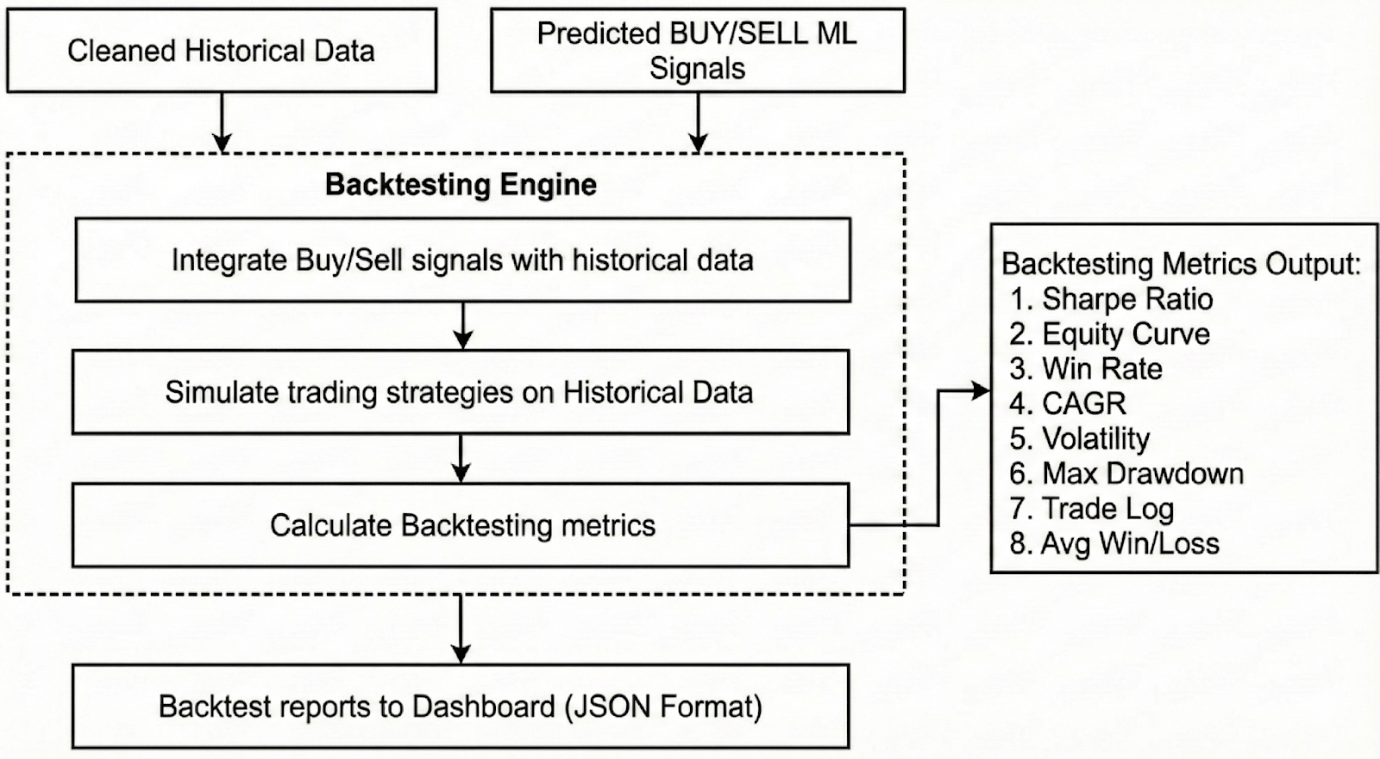 Cleaned Historical Data
Predicted BUY/SELL ML
Signals
Backtesting Engine
Integrate Buy/Sell signals with historical data
Simulate trading strategies on Historical Data
Calculate Backtesting metrics
Backtesting Metrics Output:
1. Sharpe Ratio
2. Equity Curve
3. Win Rate
4. CAGR
5. Volatility
6. Max Drawdown
7. Trade Log
8. Avg Win/Loss
Backtest reports to Dashboard (JSON Format)